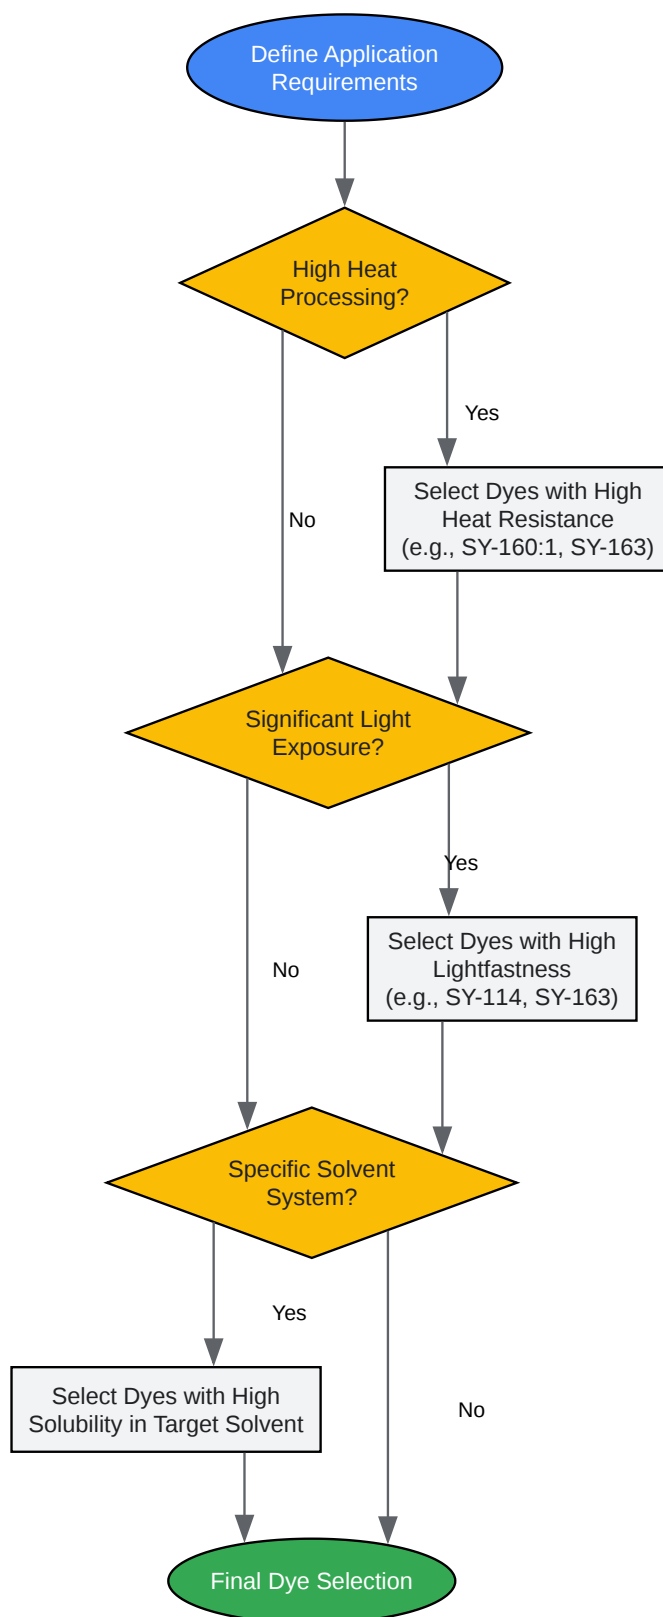 Define Application
Requirements
High Heat
Processing?
Yes
No
Select Dyes with High
Heat Resistance
(e.g., SY-160:1, SY-163)
Significant Light
Exposure?
Yes
No
Select Dyes with High
Lightfastness
(e.g., SY-114, SY-163)
Specific Solvent
System?
Yes
No
Select Dyes with High
Solubility in Target Solvent
Final Dye Selection